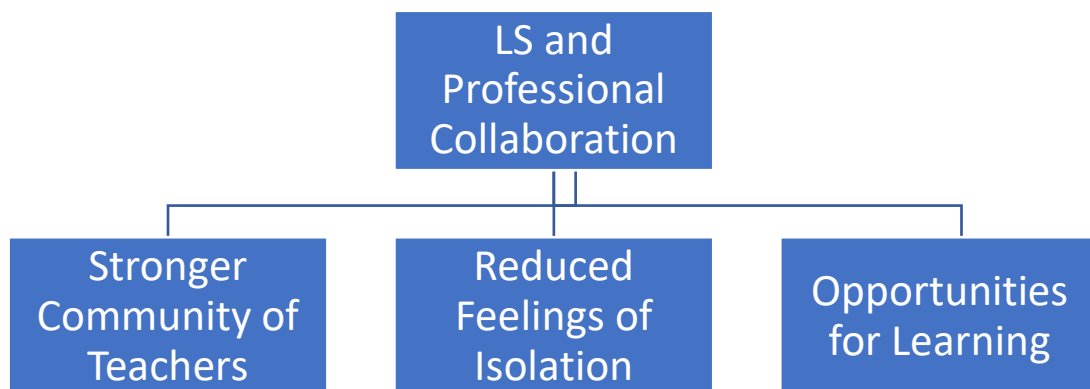 LS and
Professional
Collaboration
Stronger
Community of
Teachers
Reduced
Feelings of
Isolation
Opportunities
for Learning